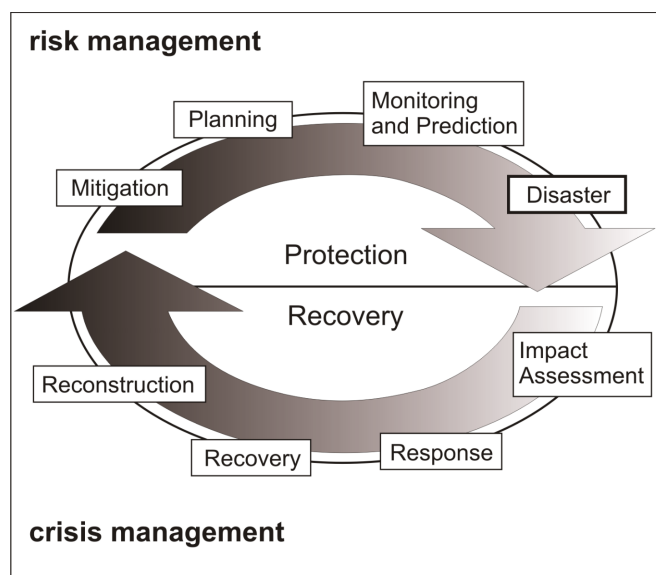 risk management
Planning
Monitoring
and Prediction
Mitigation
Disaster
Protection
Recovery
Impact
Assessment
Reconstruction
Recovery
Response
crisis management